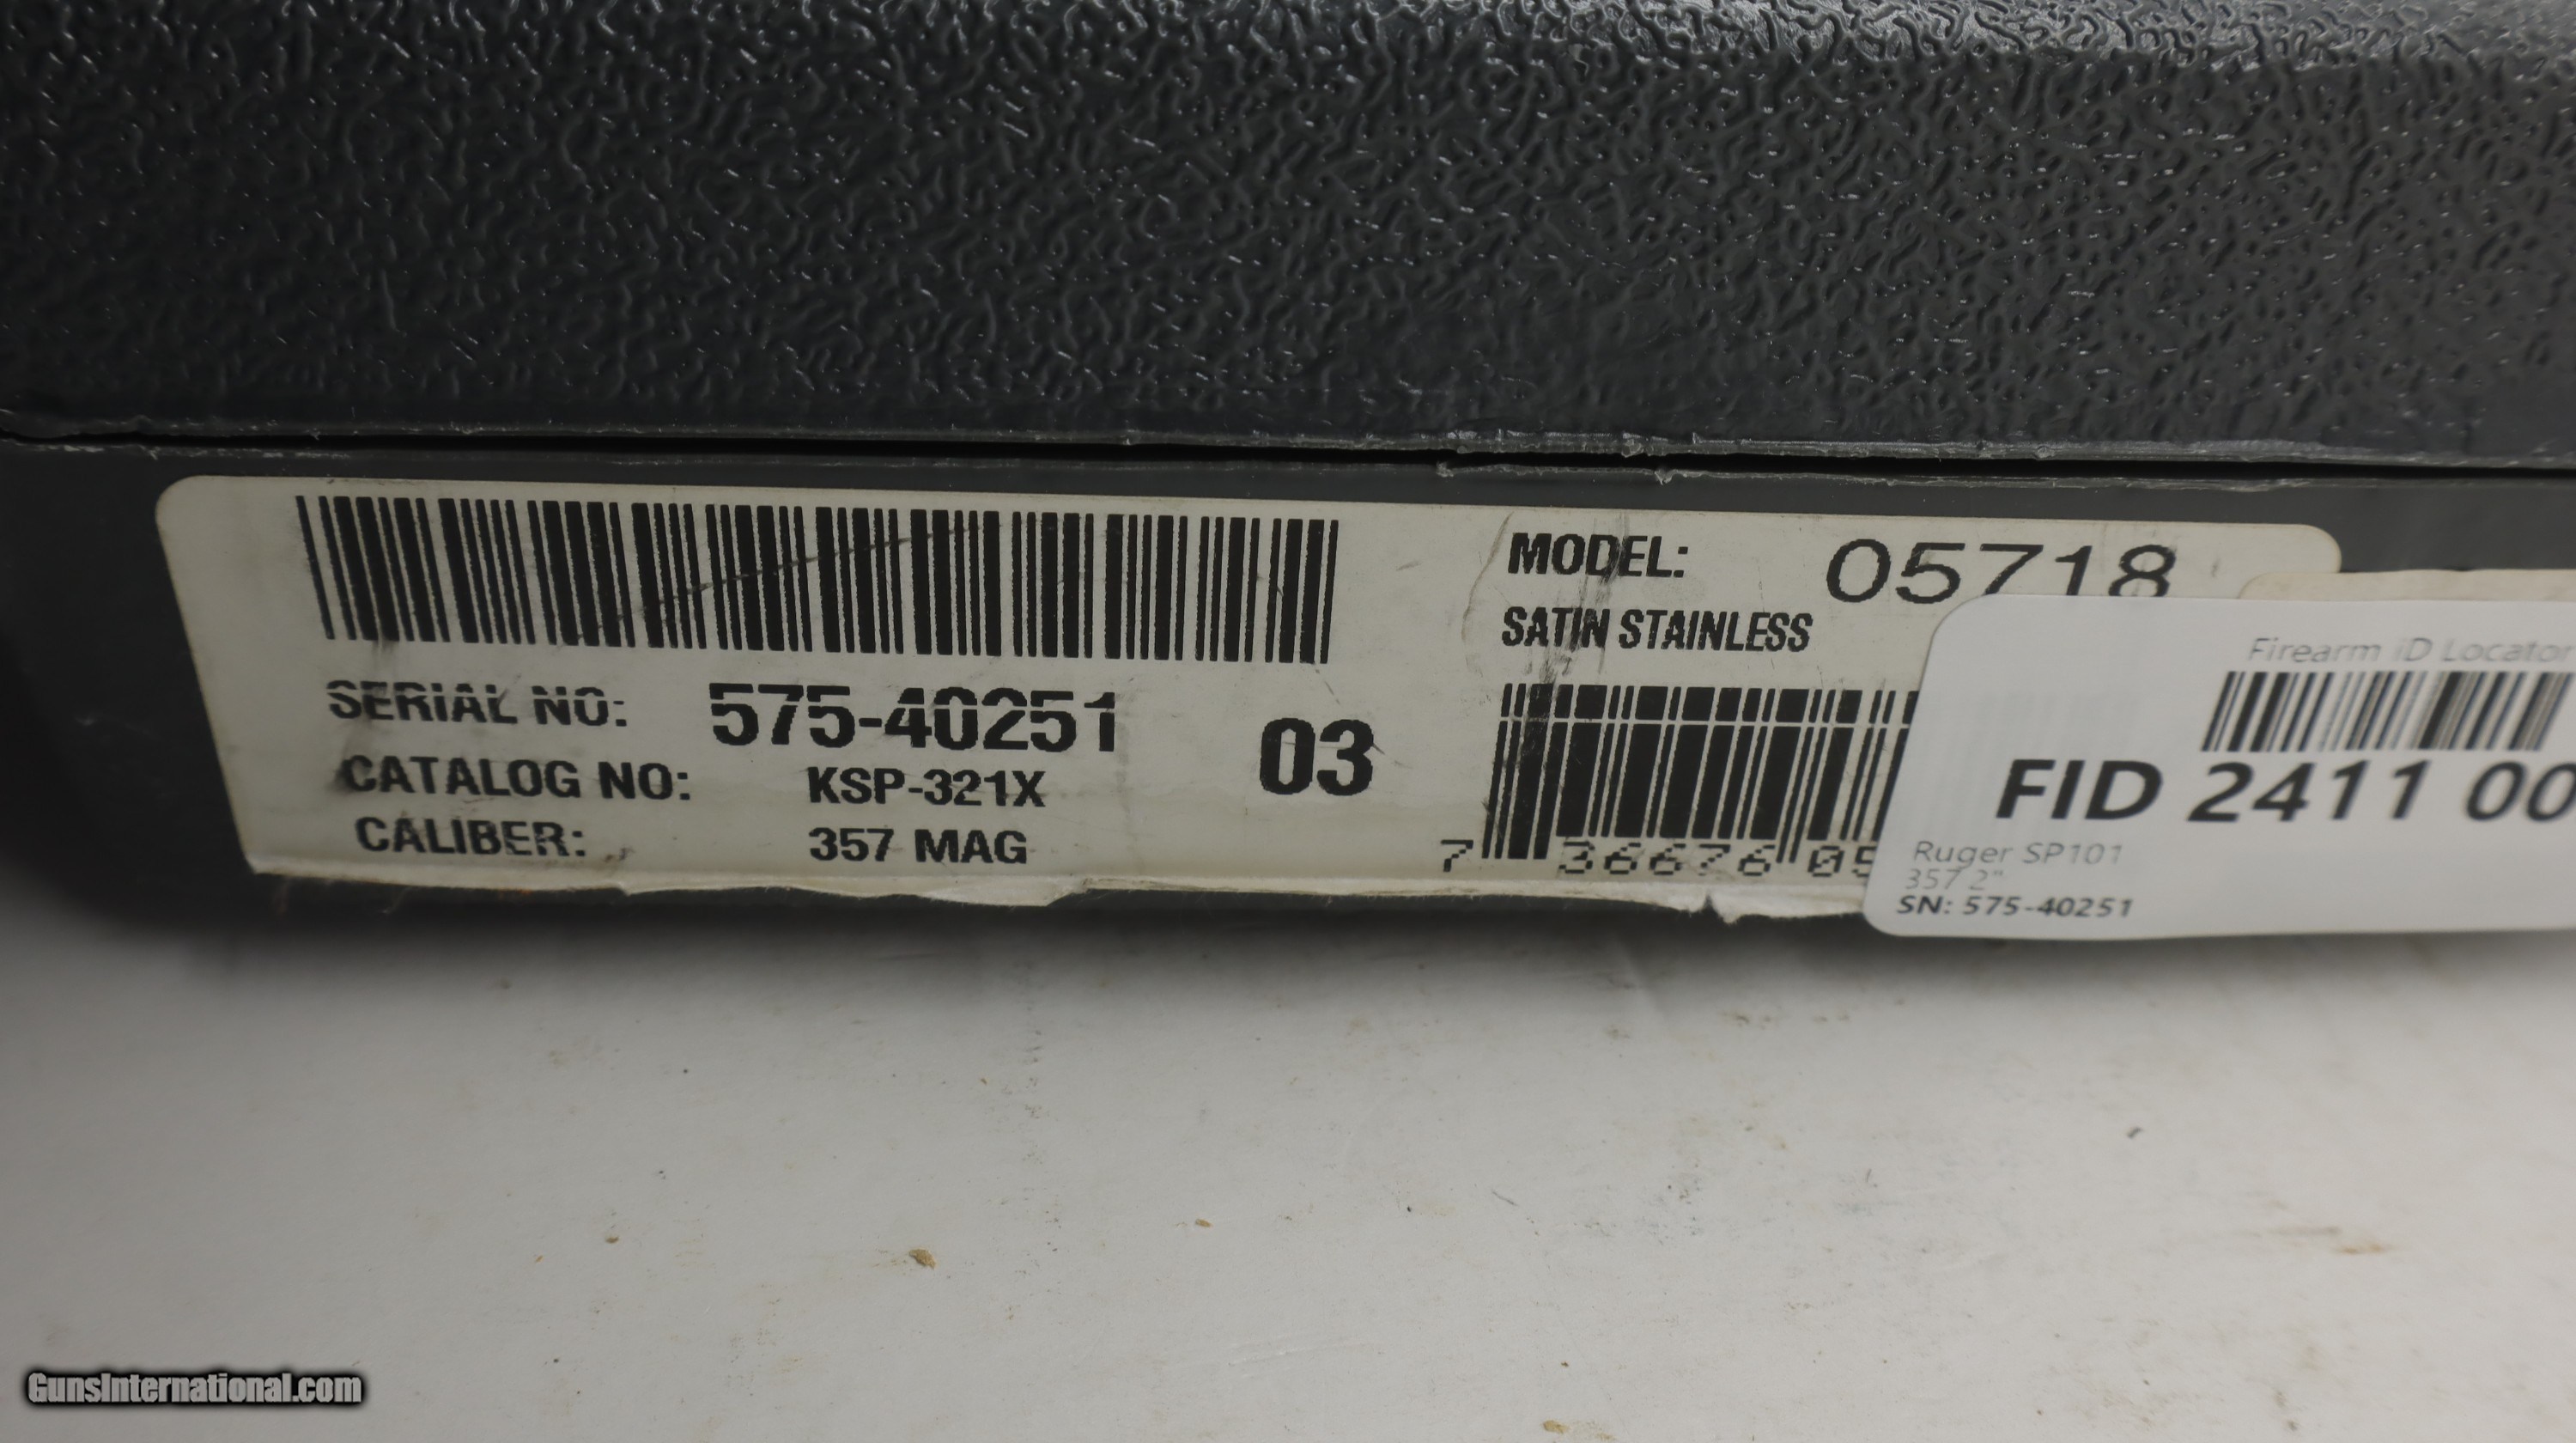 MODEL: 05718
SATIN STAINLESS
SERIAL NO: 575-40251
CATALOG NO: KSP-321X
03
CALIBER: 357 MAG
7 36676 05
Firearm iD Locator
FID 2411 00
Ruger SP101
357 2"
SN: 575-40251
GunsInternational.com